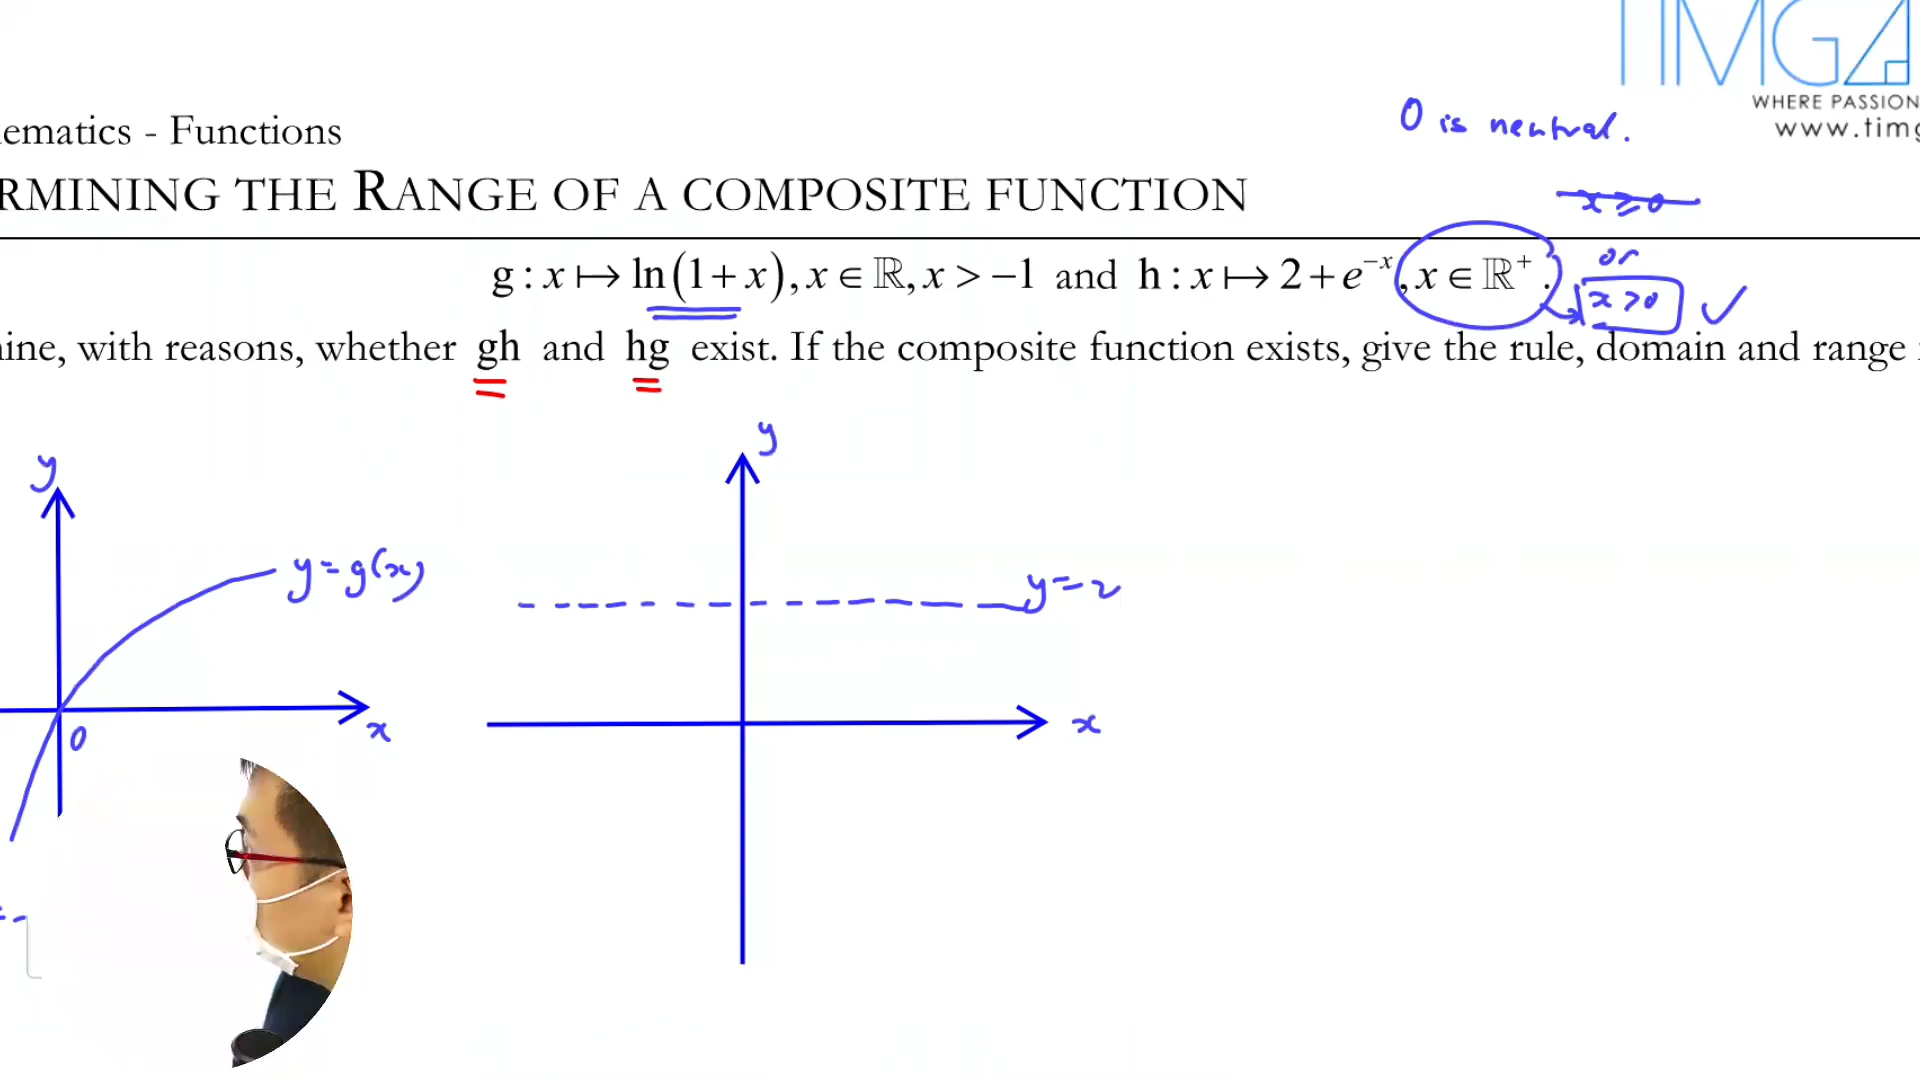 TIMGA
WHERE PASSION
www.timg
0 is neutral.
ematics - Functions
RMINING THE RANGE OF A COMPOSITE FUNCTION
x ≥ 0
or
g : x ↦ ln(1+x), x ∈ ℝ, x > −1 and h : x ↦ 2 + e⁻ˣ, x ∈ ℝ⁺.
x > 0 ✓
ine, with reasons, whether gh and hg exist. If the composite function exists, give the rule, domain and range
y
y = g(x)
0
x
y
y = 2
x